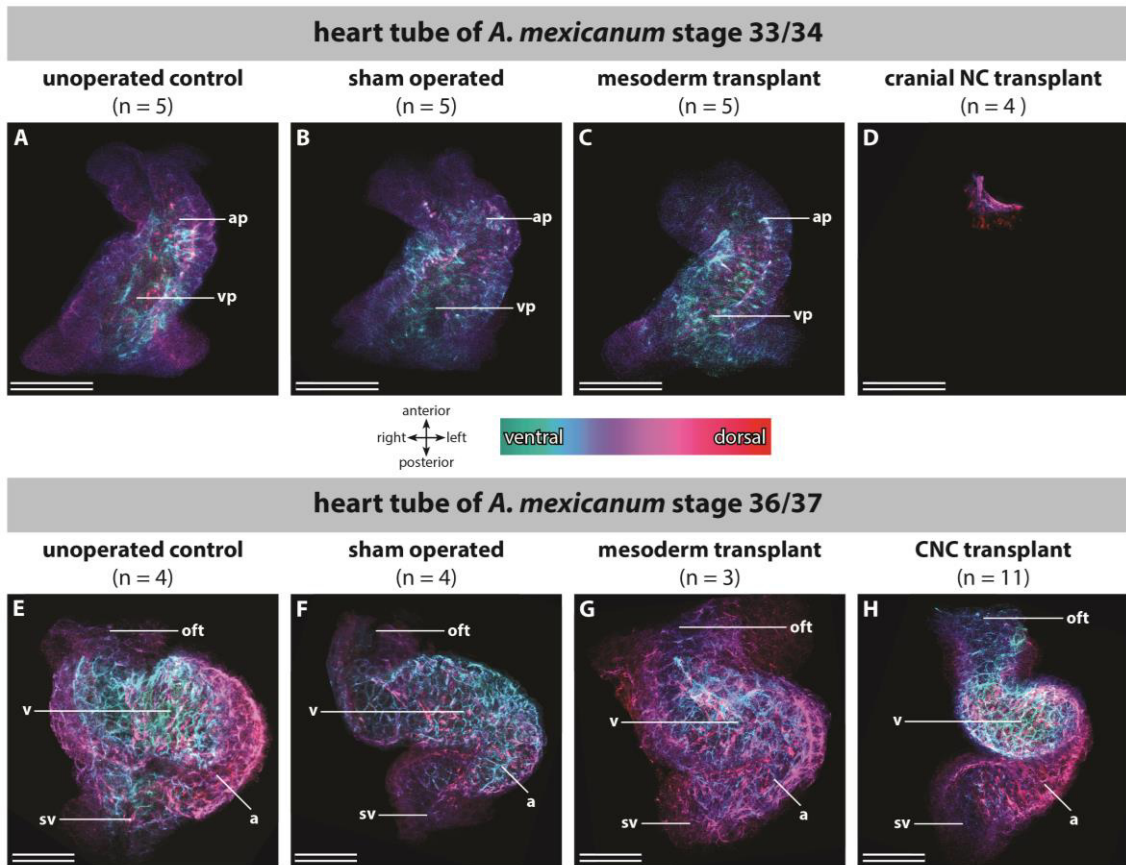 heart tube of A. mexicanum stage 33/34
unoperated control
(n = 5)
sham operated
(n = 5)
mesoderm transplant
(n = 5)
cranial NC transplant
(n = 4 )
A
ap
vp
B
ap
vp
C
ap
vp
D
anterior
right
left
posterior
ventral
dorsal
heart tube of A. mexicanum stage 36/37
unoperated control
(n = 4)
sham operated
(n = 4)
mesoderm transplant
(n = 3)
CNC transplant
(n = 11)
E
oft
v
sv
a
F
oft
v
a
sv
G
oft
v
a
sv
H
oft
v
a